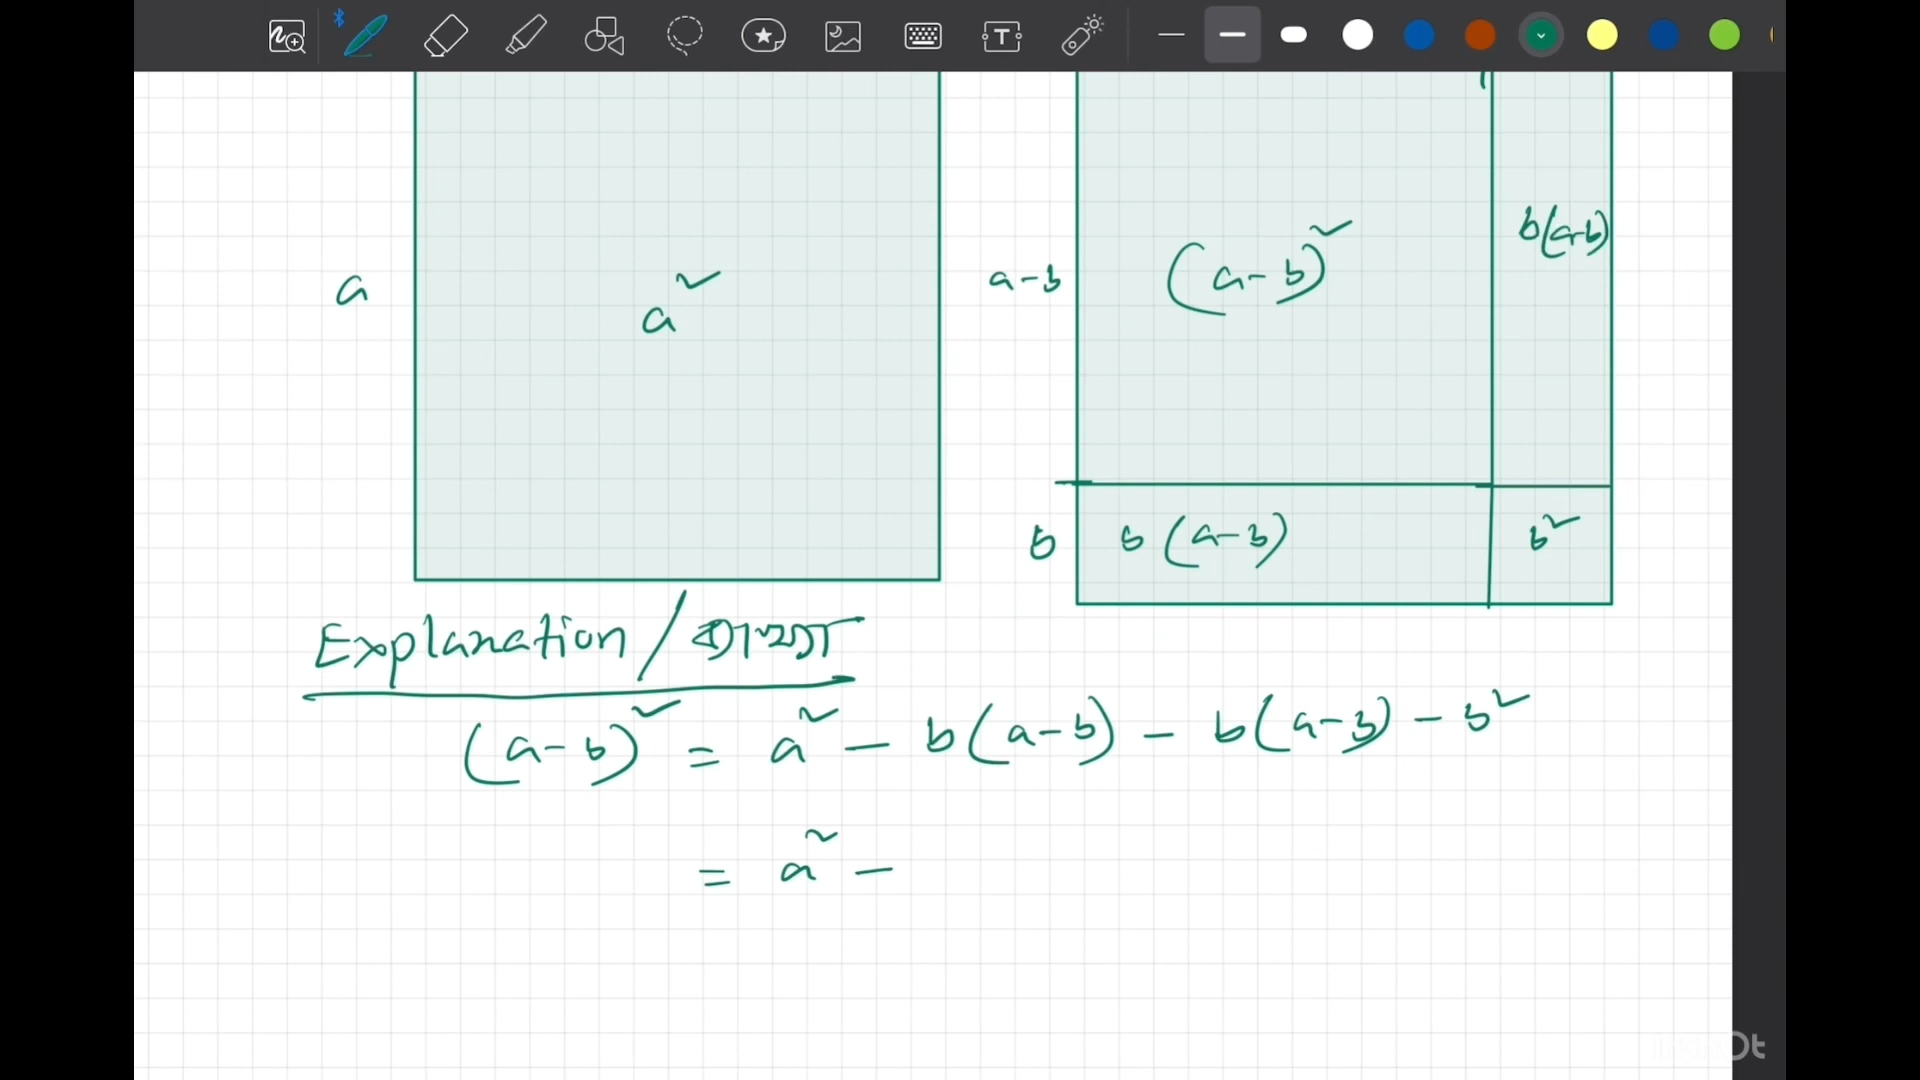 a
a²
a-b
(a-b)²
b(a-b)
b
b(a-b)
b²
Explanation /
(a-b)² = a² - b(a-b) - b(a-b) - b²
= a² -